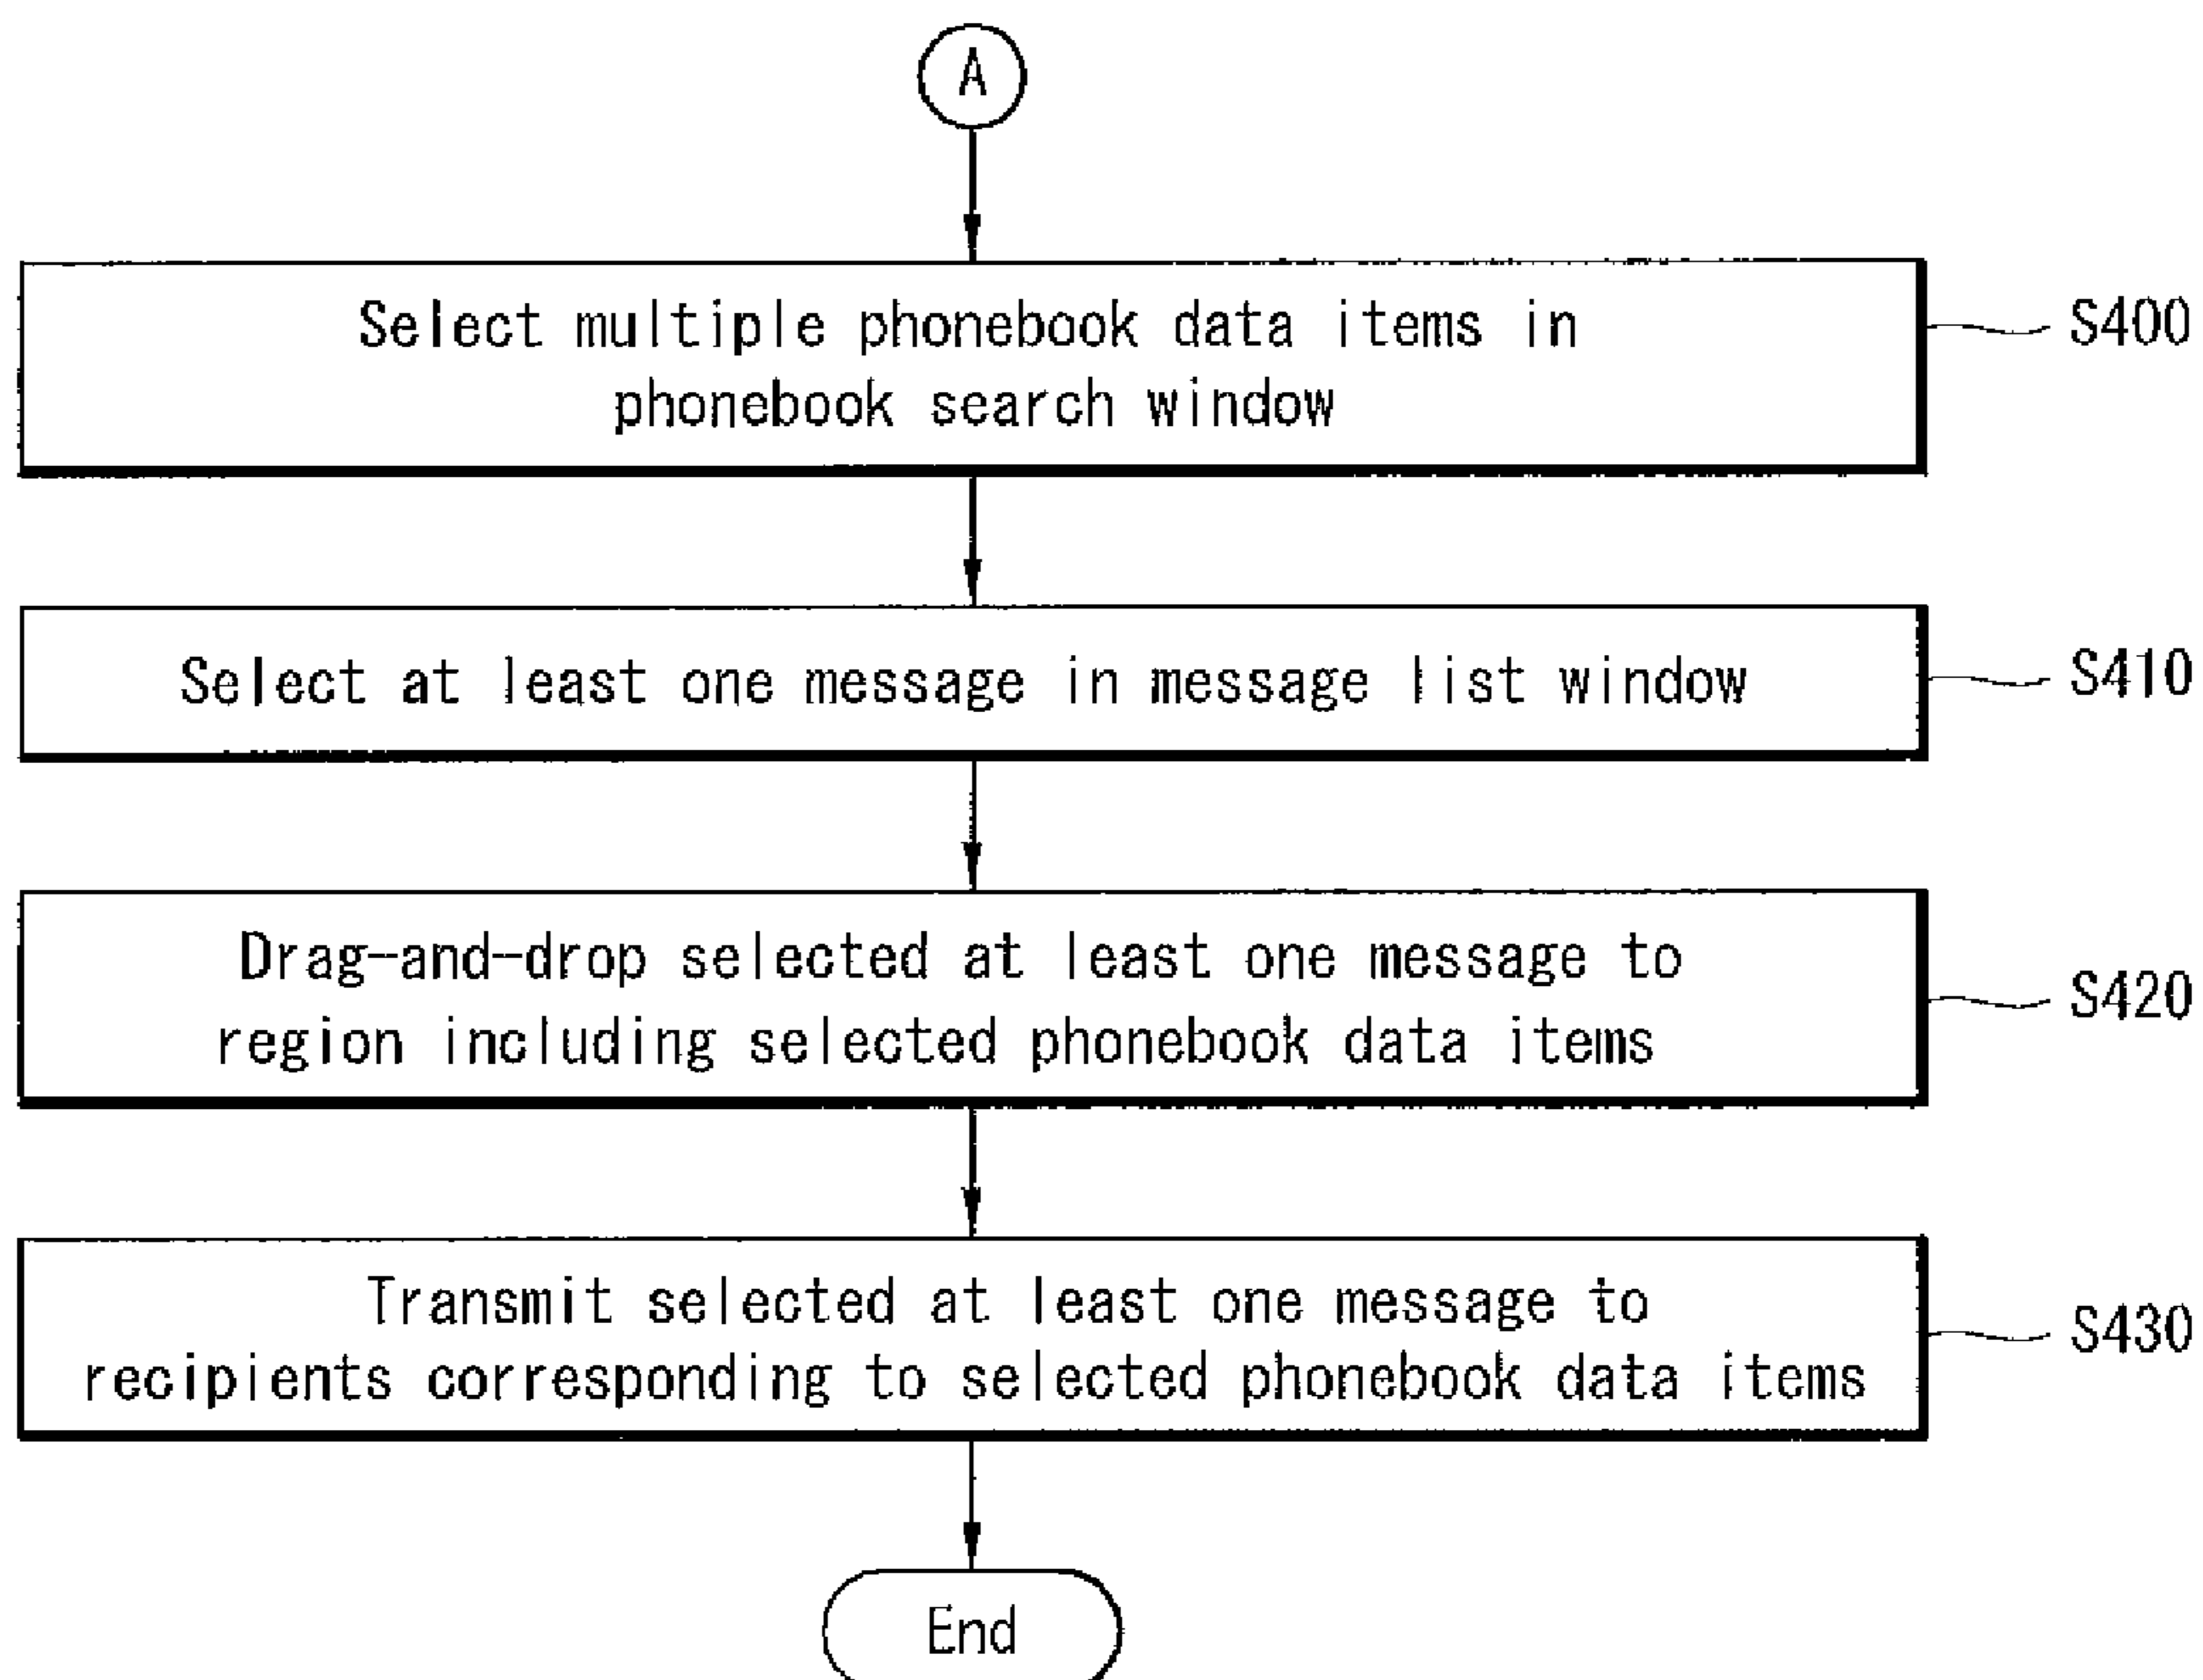 A
Select multiple phonebook data items in
phonebook search window
S400
Select at least one message in message list window
S410
Drag-and-drop selected at least one message to
region including selected phonebook data items
S420
Transmit selected at least one message to
recipients corresponding to selected phonebook data items
S430
End